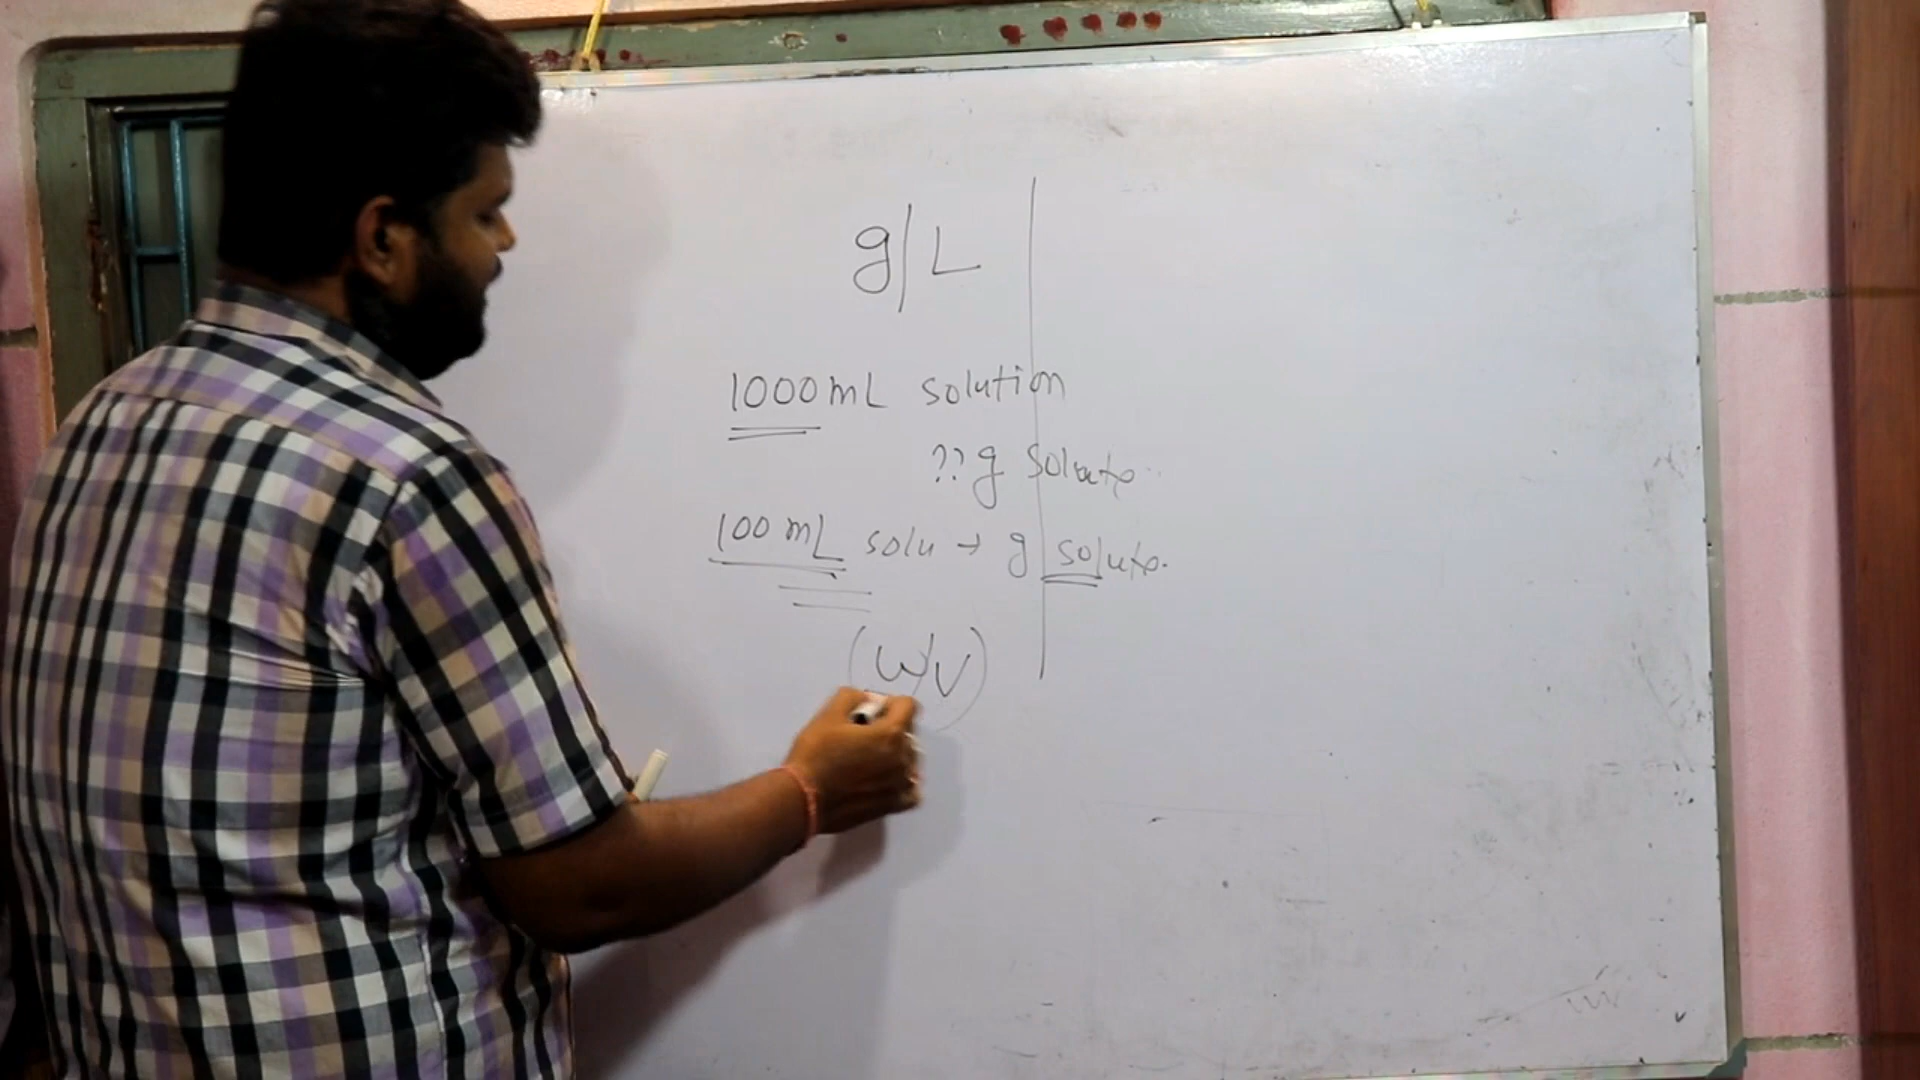 g/L
1000 mL solution
?? g solute
100 mL solu → g solute.
(W/V)